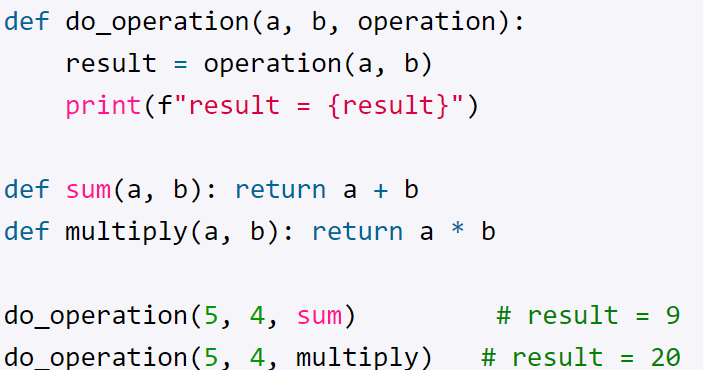 def do_operation(a, b, operation):
    result = operation(a, b)
    print(f"result = {result}")

def sum(a, b): return a + b
def multiply(a, b): return a * b

do_operation(5, 4, sum)         # result = 9
do_operation(5, 4, multiply)   # result = 20